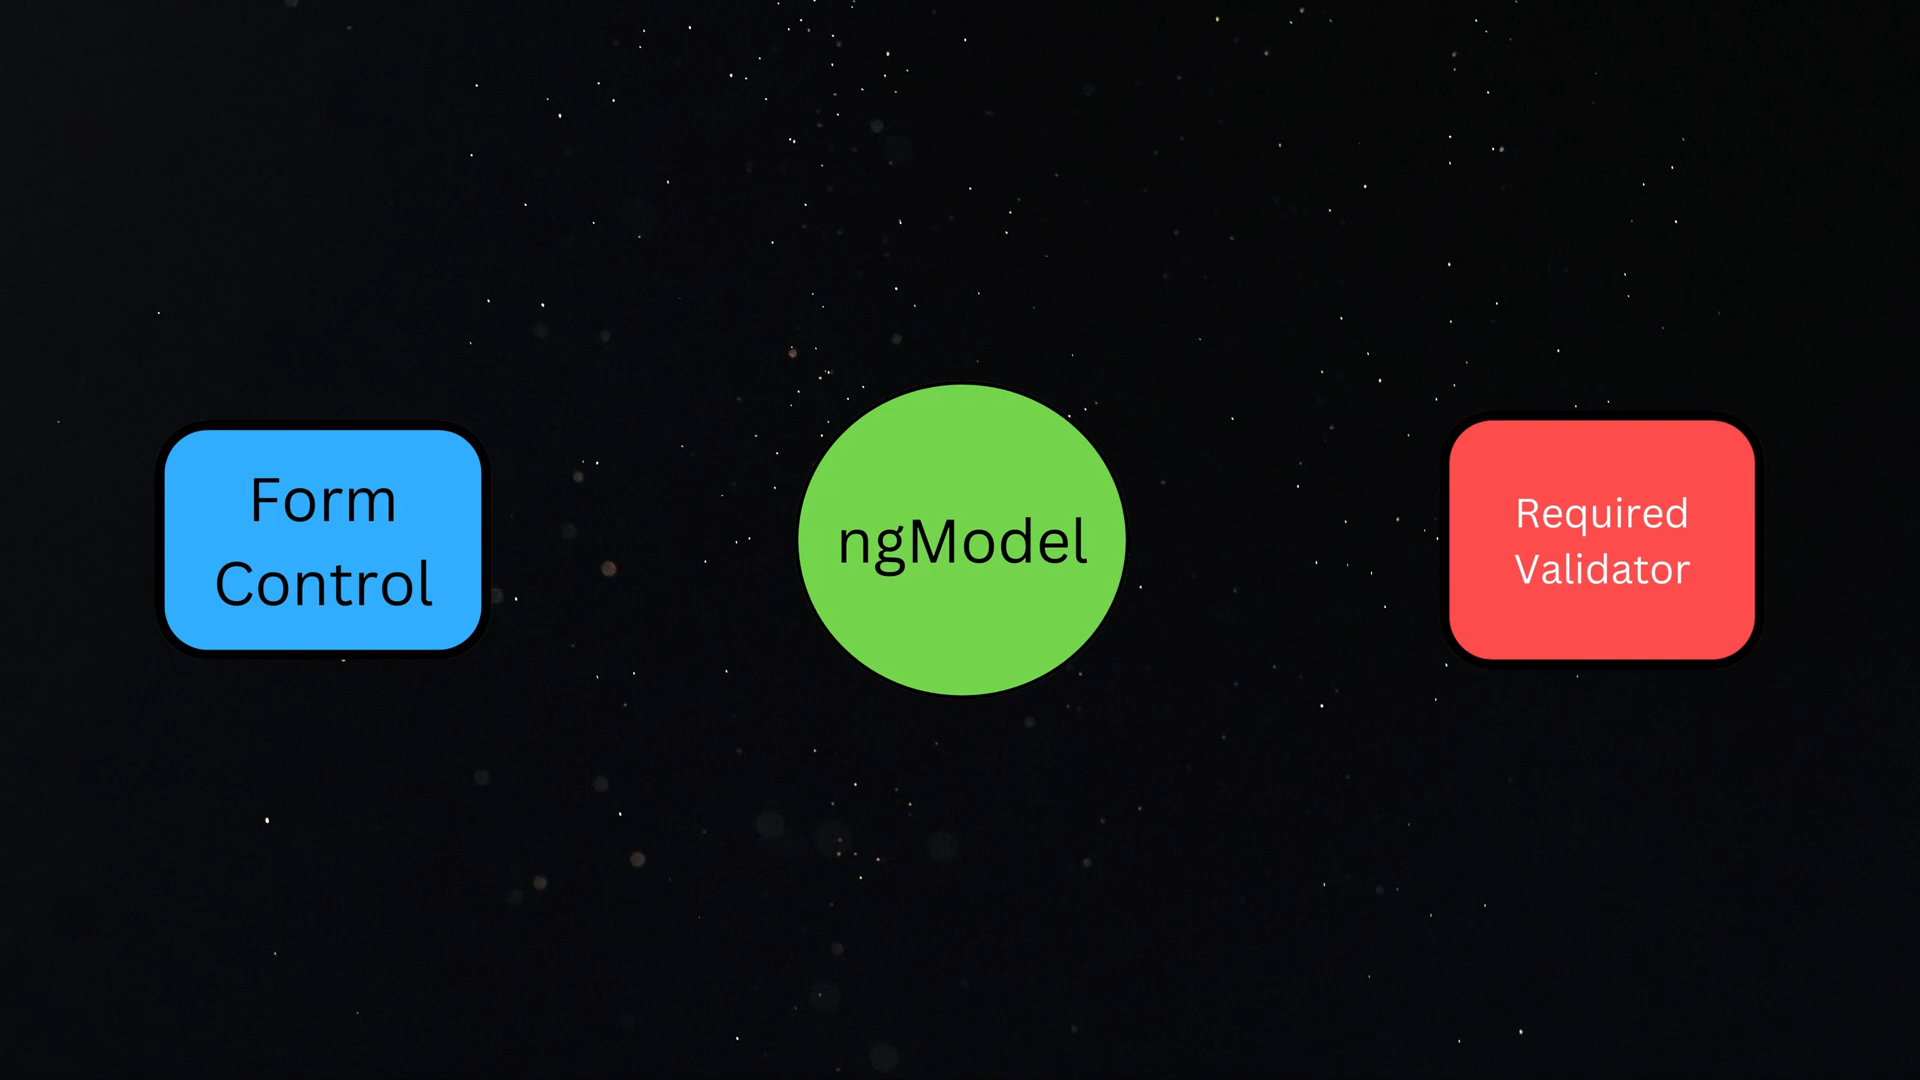 Form
Control
ngModel
Required
Validator